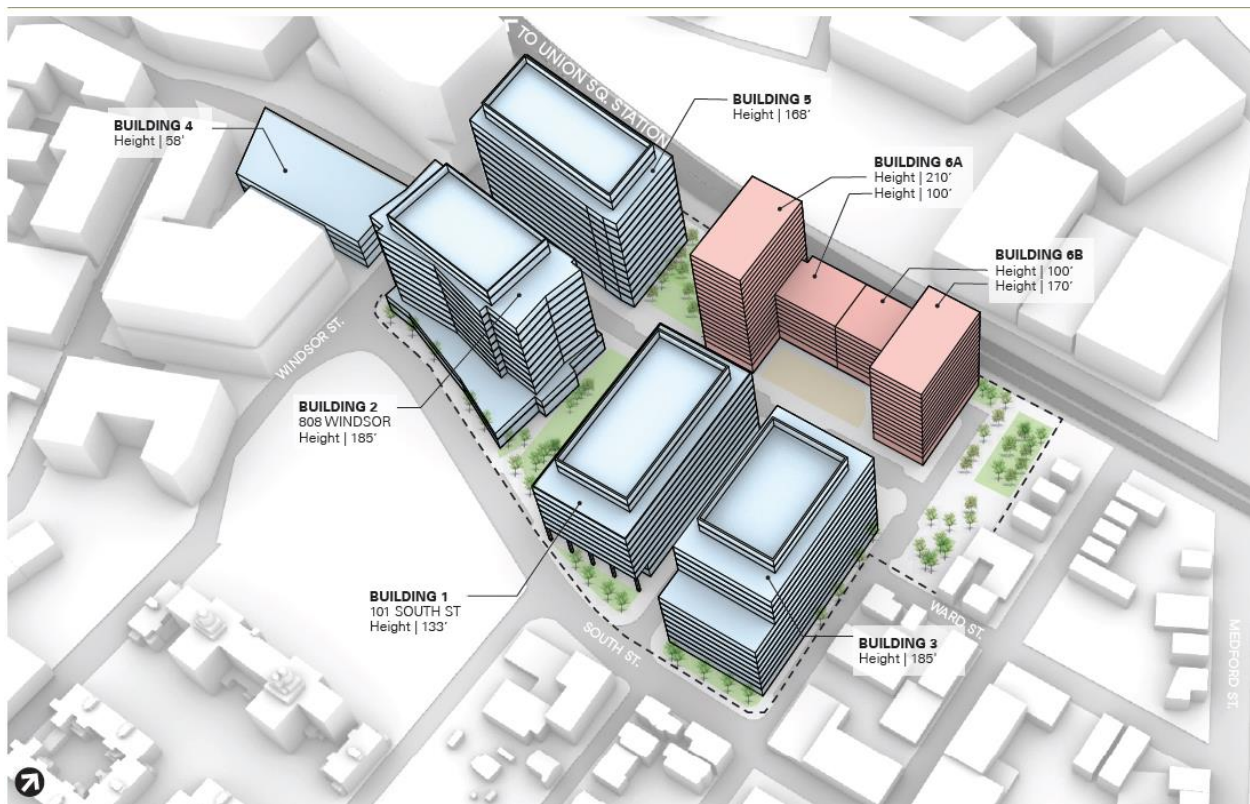 TO UNION SQ. STATION
BUILDING 5
Height | 168'
BUILDING 4
Height | 58'
BUILDING 6A
Height | 210'
Height | 100'
BUILDING 6B
Height | 100'
Height | 170'
WINDSOR ST.
BUILDING 2
808 WINDSOR
Height | 185'
BUILDING 1
101 SOUTH ST
Height | 133'
SOUTH ST.
WARD ST.
BUILDING 3
Height | 185'
MEDFORD ST.